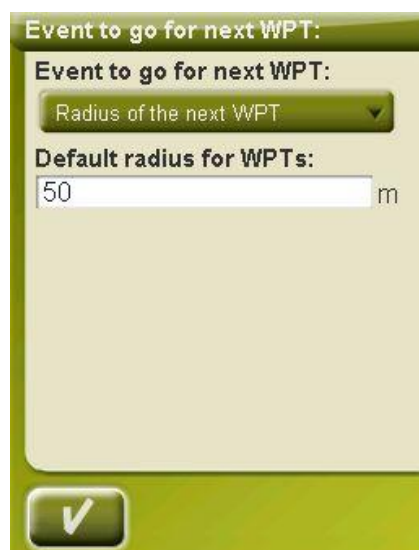 Event to go for next WPT:
Event to go for next WPT:
Radius of the next WPT
Default radius for WPTs:
50 m